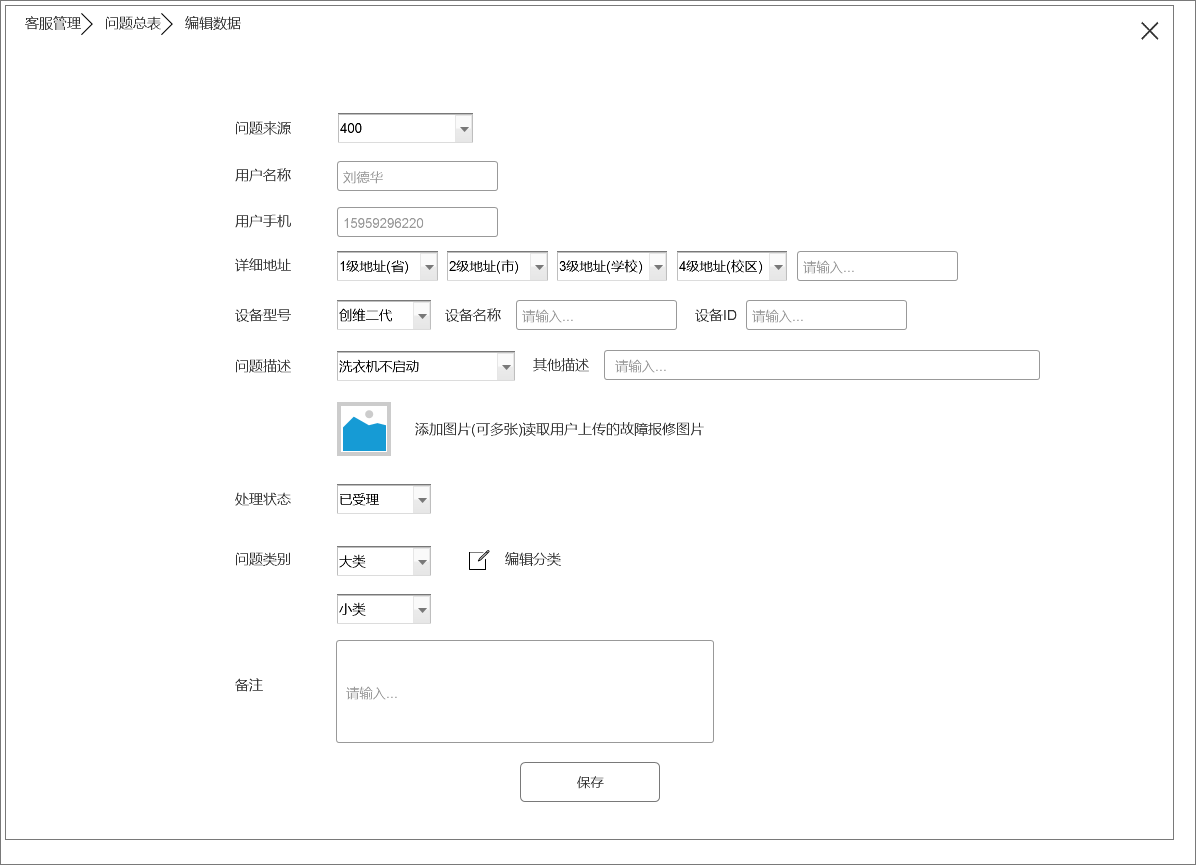 客服管理 问题总表 编辑数据
问题来源 400
用户名称 刘德华
用户手机 15959296220
详细地址 1级地址(省) 2级地址(市) 3级地址(学校) 4级地址(校区) 请输入...
设备型号 创维二代 设备名称 请输入... 设备ID 请输入...
问题描述 洗衣机不启动 其他描述 请输入...
添加图片(可多张)读取用户上传的故障报修图片
处理状态 已受理
问题类别 大类 编辑分类
小类
备注 请输入...
保存